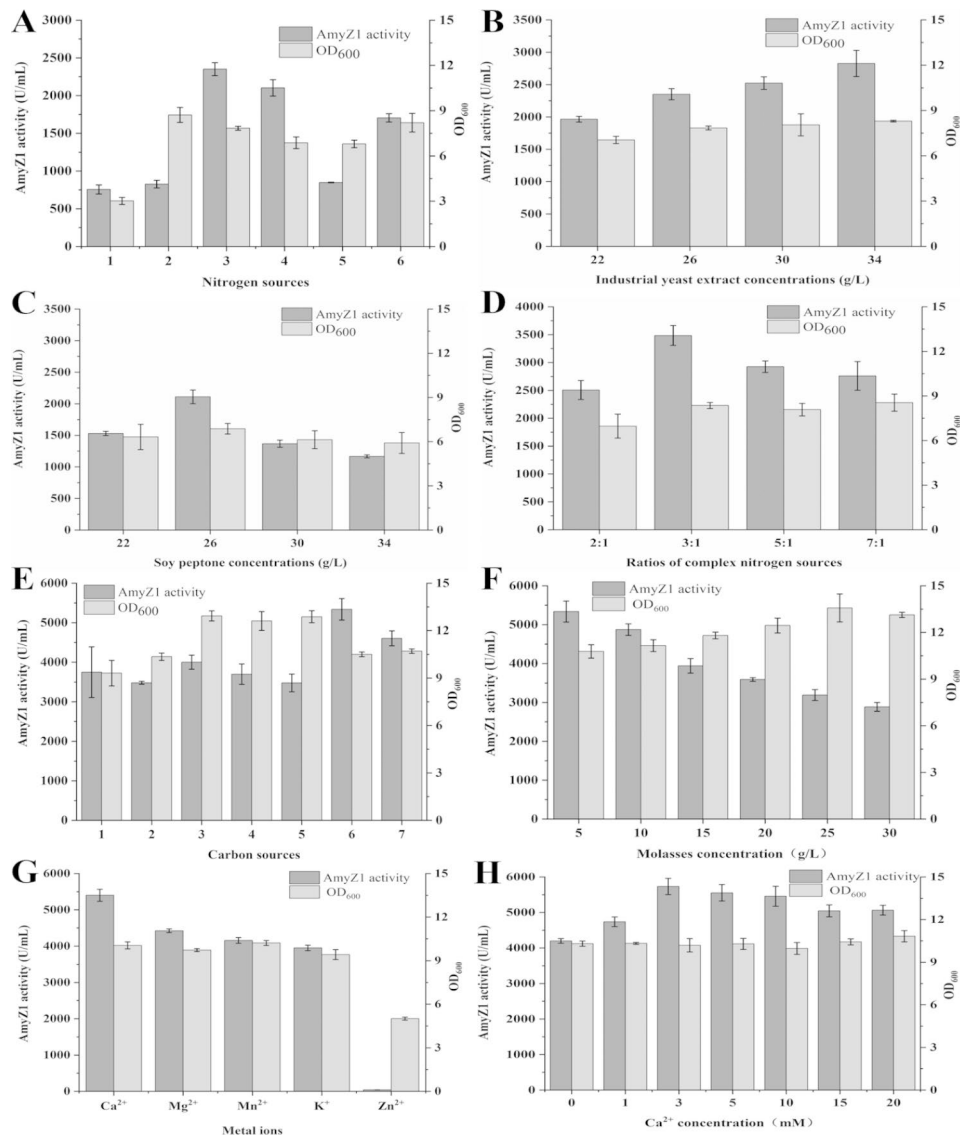 A
AmyZ1 activity
OD600
AmyZ1 activity (U/mL)
3000
2750
2500
2250
2000
1750
1500
1250
1000
750
500
250
0
15
12
9
6
3
0
OD600
1 2 3 4 5 6
Nitrogen sources
B
AmyZ1 activity
OD600
AmyZ1 activity (U/mL)
3500
3000
2500
2000
1500
1000
500
0
15
12
9
6
3
0
OD600
22 26 30 34
Industrial yeast extract concentrations (g/L)
C
AmyZ1 activity
OD600
AmyZ1 activity (U/mL)
3500
3000
2500
2000
1500
1000
500
0
15
12
9
6
3
0
OD600
22 26 30 34
Soy peptone concentrations (g/L)
D
AmyZ1 activity
OD600
AmyZ1 activity (U/mL)
4000
3500
3000
2500
2000
1500
1000
500
0
15
12
9
6
3
0
OD600
2:1 3:1 5:1 7:1
Ratios of complex nitrogen sources
E
AmyZ1 activity
OD600
AmyZ1 activity (U/mL)
6000
5000
4000
3000
2000
1000
0
15
12
9
6
3
0
OD600
1 2 3 4 5 6 7
Carbon sources
F
AmyZ1 activity
OD600
AmyZ1 activity (U/mL)
6000
5000
4000
3000
2000
1000
0
15
12
9
6
3
0
OD600
5 10 15 20 25 30
Molasses concentration（g/L）
G
AmyZ1 activity
OD600
AmyZ1 activity (U/mL)
6000
5000
4000
3000
2000
1000
0
15
12
9
6
3
0
OD600
Ca²⁺ Mg²⁺ Mn²⁺ K⁺ Zn²⁺
Metal ions
H
AmyZ1 activity
OD600
AmyZ1 activity (U/mL)
6000
5000
4000
3000
2000
1000
0
15
12
9
6
3
0
OD600
0 1 3 5 10 15 20
Ca²⁺ concentration（mM）